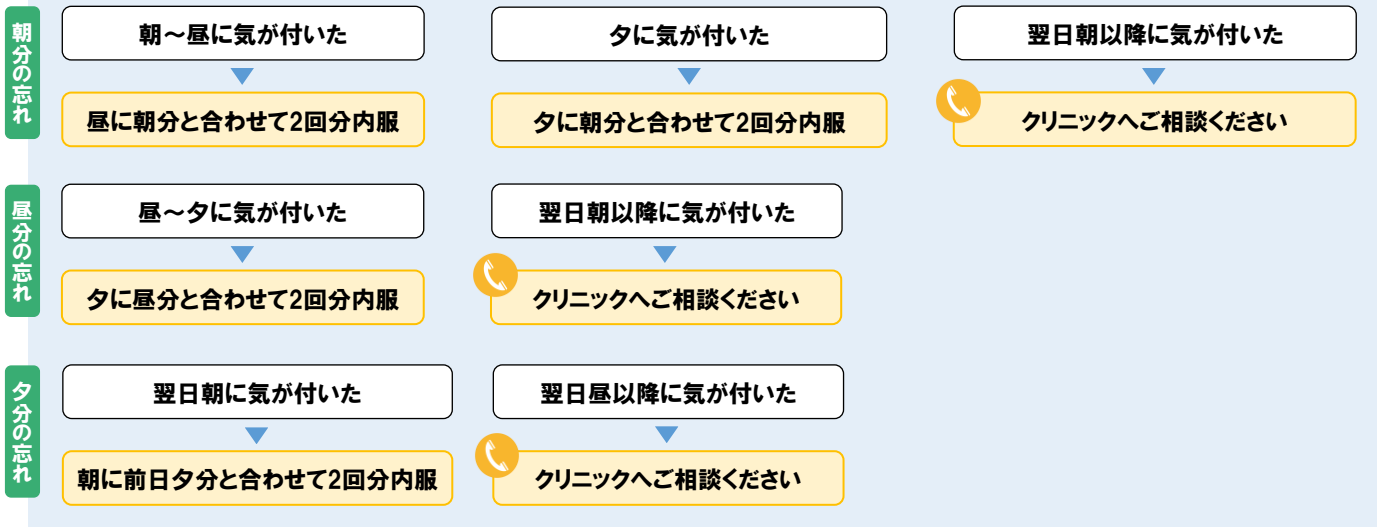 朝分の忘れ
朝～昼に気が付いた
夕に気が付いた
翌日朝以降に気が付いた
昼に朝分と合わせて2回分内服
夕に朝分と合わせて2回分内服
クリニックへご相談ください
昼分の忘れ
昼～夕に気が付いた
翌日朝以降に気が付いた
夕に昼分と合わせて2回分内服
クリニックへご相談ください
夕分の忘れ
翌日朝に気が付いた
翌日昼以降に気が付いた
朝に前日夕分と合わせて2回分内服
クリニックへご相談ください